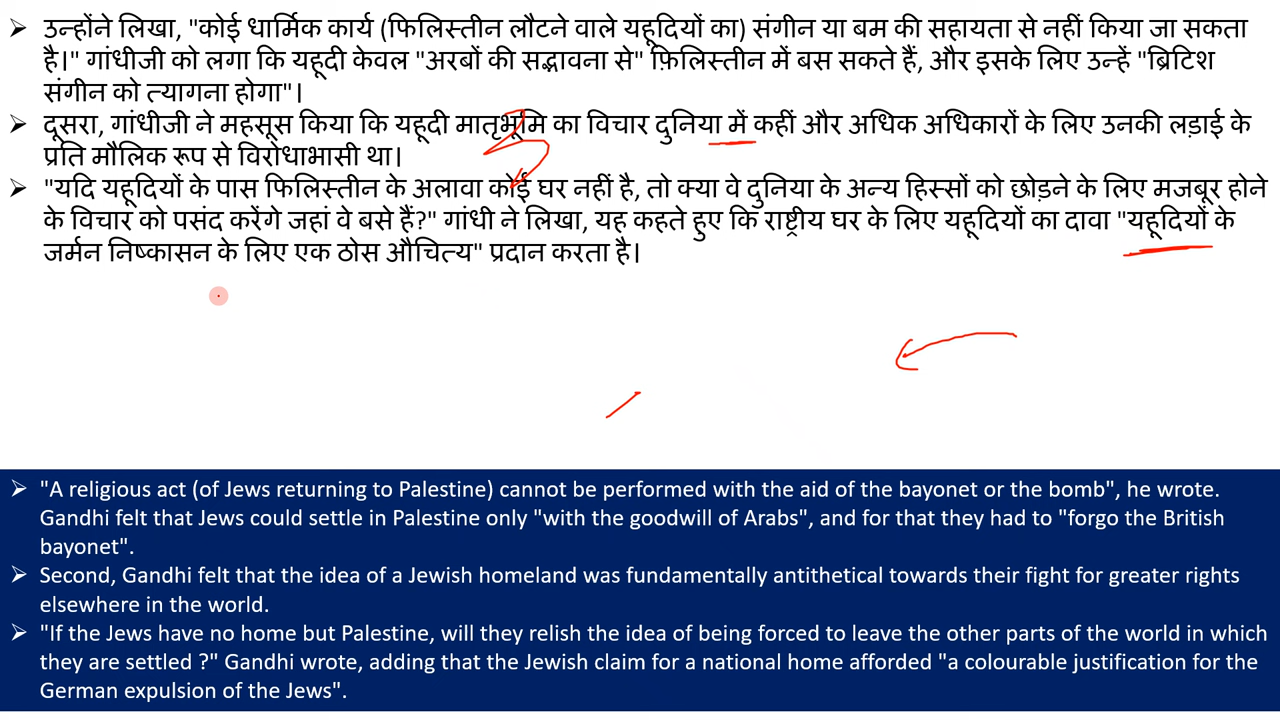 ➢ उन्होंने लिखा, "कोई धार्मिक कार्य (फिलिस्तीन लौटने वाले यहूदियों का) संगीन या बम की सहायता से नहीं किया जा सकता
है।" गांधीजी को लगा कि यहूदी केवल "अरबों की सद्भावना से" फ़िलिस्तीन में बस सकते हैं, और इसके लिए उन्हें "ब्रिटिश
संगीन को त्यागना होगा"।
➢ दूसरा, गांधीजी ने महसूस किया कि यहूदी मातृभूमि का विचार दुनिया में कहीं और अधिक अधिकारों के लिए उनकी लड़ाई के
प्रति मौलिक रूप से विरोधाभासी था।
➢ "यदि यहूदियों के पास फिलिस्तीन के अलावा कोई घर नहीं है, तो क्या वे दुनिया के अन्य हिस्सों को छोड़ने के लिए मजबूर होने
के विचार को पसंद करेंगे जहां वे बसे हैं?" गांधी ने लिखा, यह कहते हुए कि राष्ट्रीय घर के लिए यहूदियों का दावा "यहूदियों के
जर्मन निष्कासन के लिए एक ठोस औचित्य" प्रदान करता है।
➢ "A religious act (of Jews returning to Palestine) cannot be performed with the aid of the bayonet or the bomb", he wrote.
Gandhi felt that Jews could settle in Palestine only "with the goodwill of Arabs", and for that they had to "forgo the British
bayonet".
➢ Second, Gandhi felt that the idea of a Jewish homeland was fundamentally antithetical towards their fight for greater rights
elsewhere in the world.
➢ "If the Jews have no home but Palestine, will they relish the idea of being forced to leave the other parts of the world in which
they are settled ?" Gandhi wrote, adding that the Jewish claim for a national home afforded "a colourable justification for the
German expulsion of the Jews".